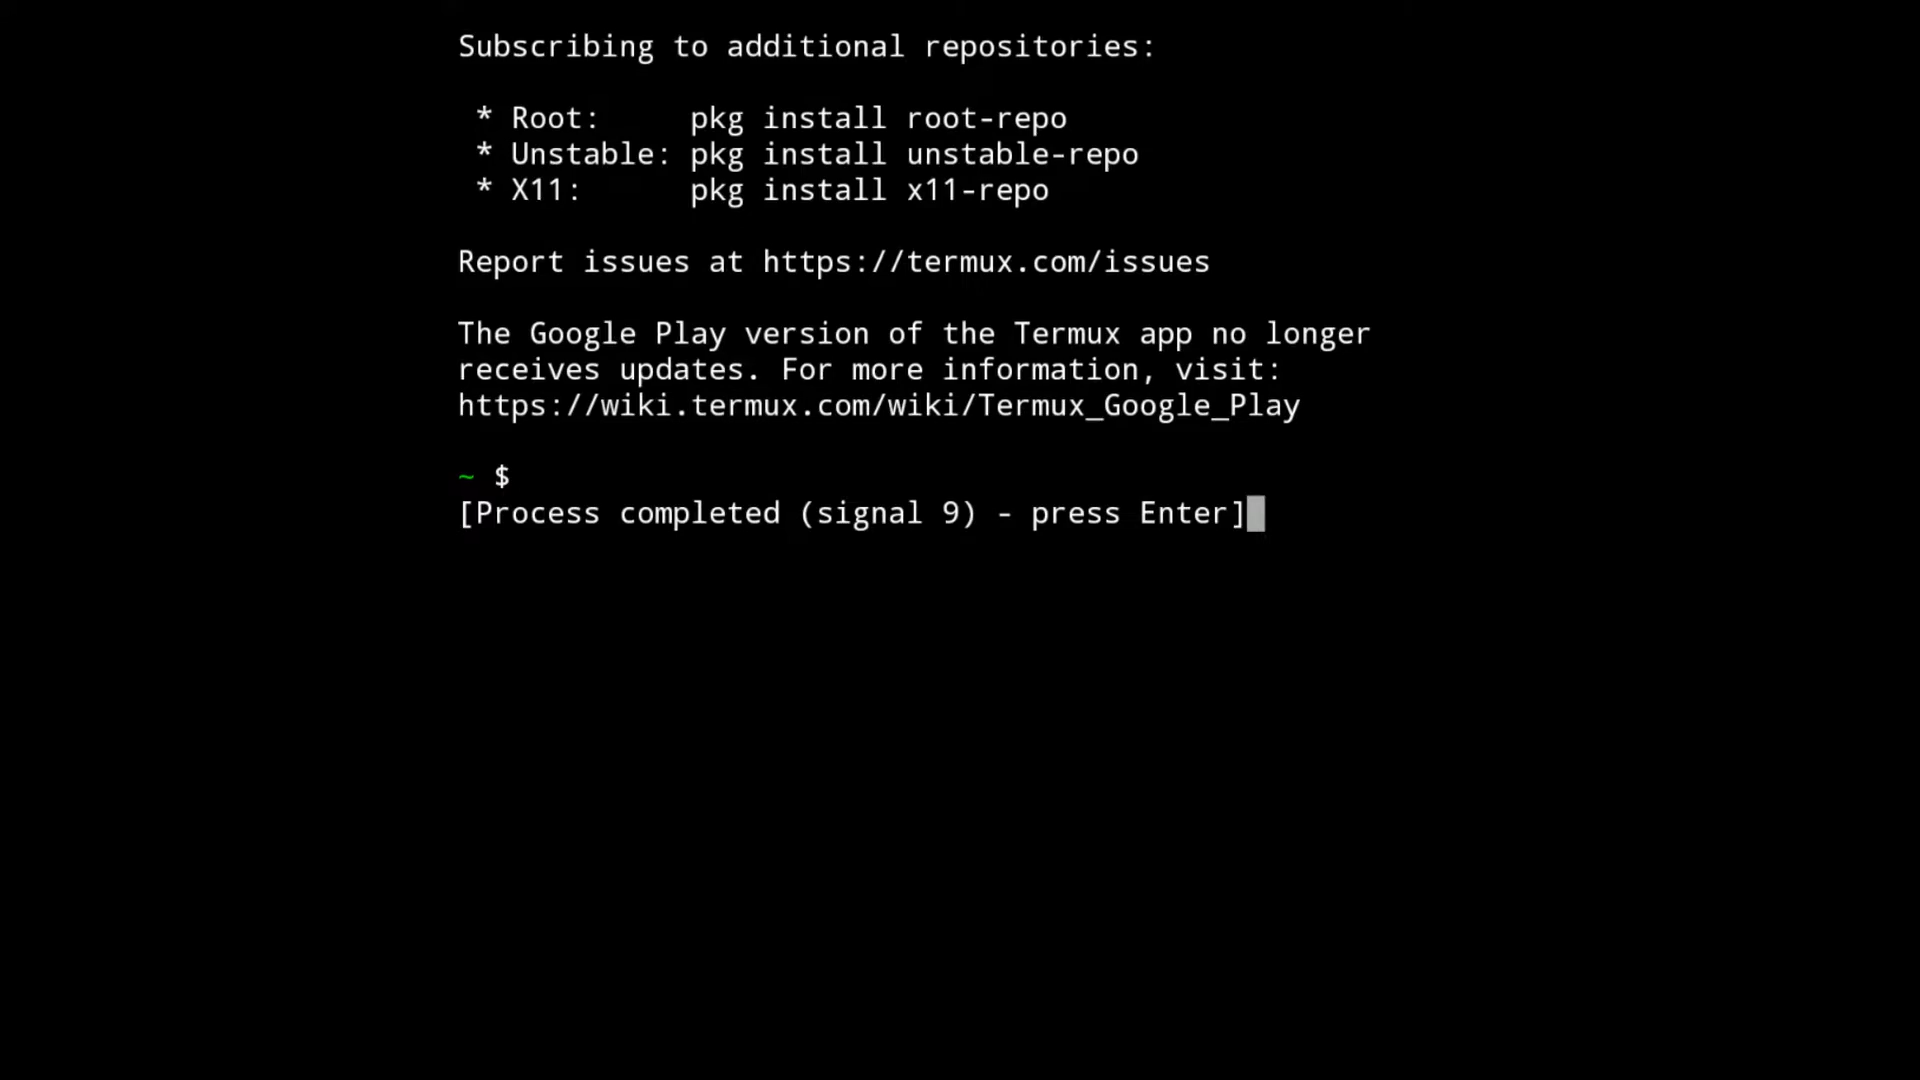 Subscribing to additional repositories:
* Root:     pkg install root-repo
* Unstable: pkg install unstable-repo
* X11:      pkg install x11-repo
Report issues at https://termux.com/issues
The Google Play version of the Termux app no longer
receives updates. For more information, visit:
https://wiki.termux.com/wiki/Termux_Google_Play
~ $
[Process completed (signal 9) - press Enter]